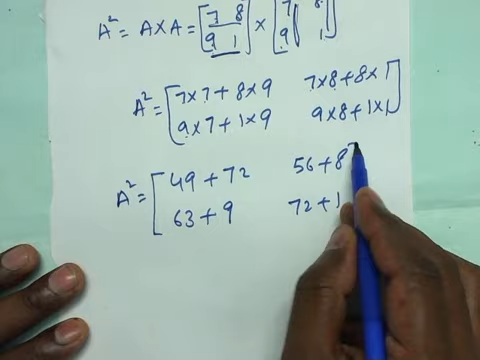 A² = A×A = [7 8 × [7 8]
9 1] 9 1
A² = [7×7+8×9 7×8+8×1]
9×7+1×9 9×8+1×1
A² = [49+72 56+8
63+9 72+1